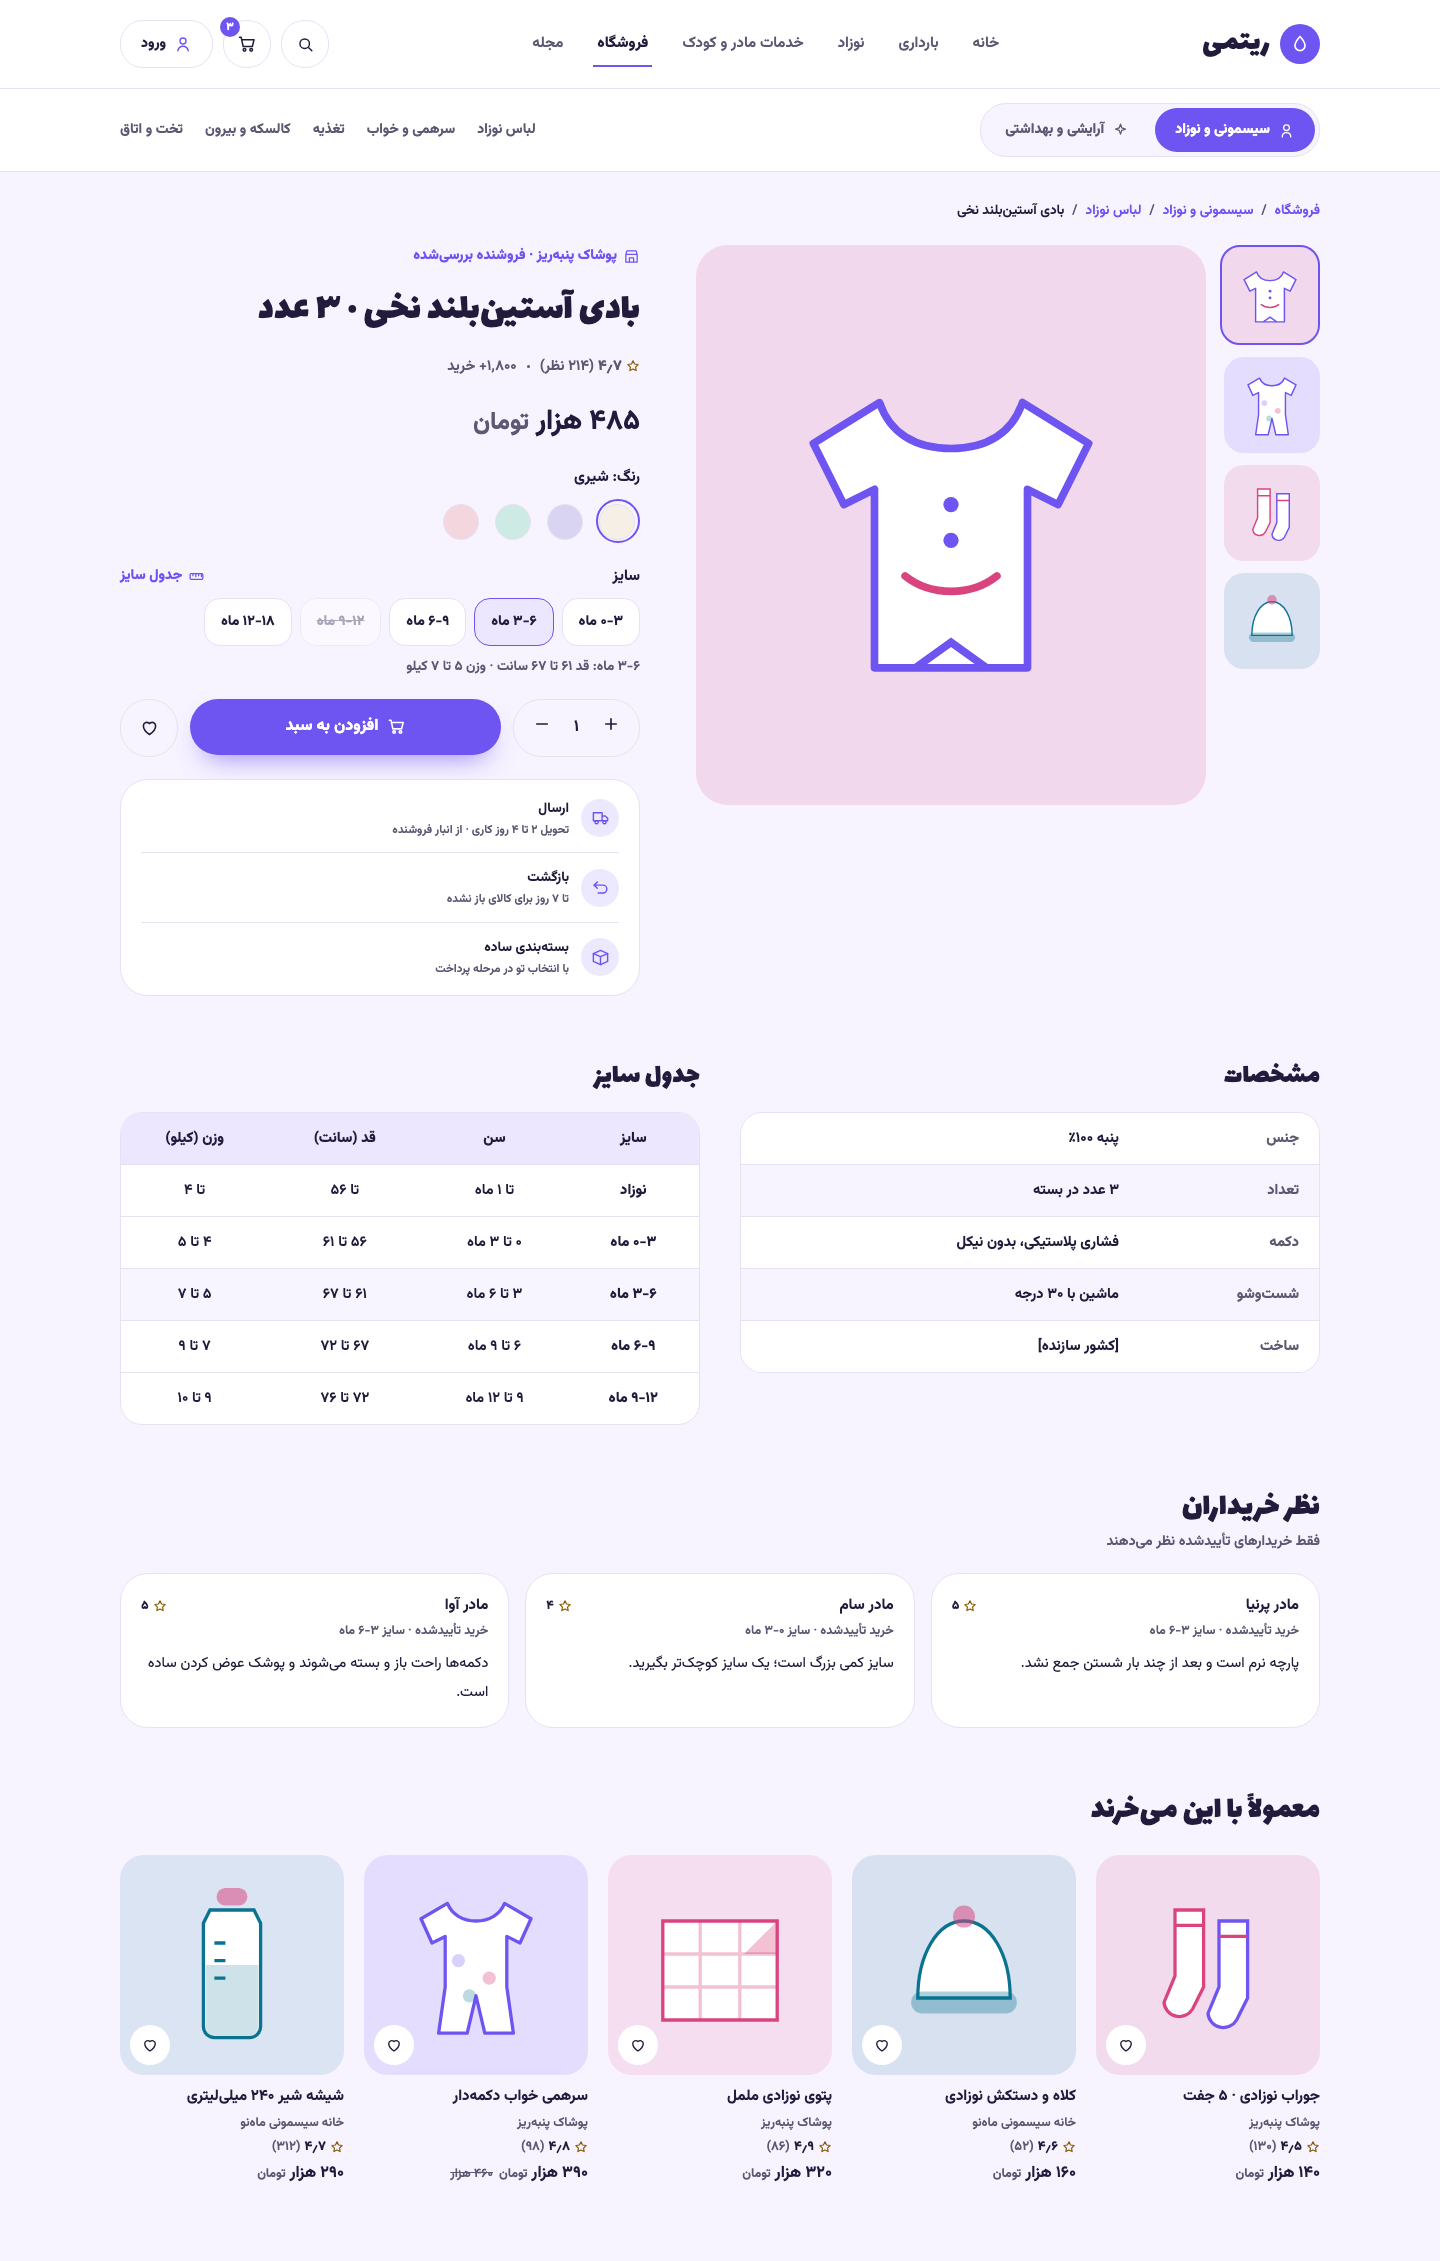 ریتمی
خانه
بارداری
نوزاد
خدمات مادر و کودک
فروشگاه
مجله
۳
ورود
سیسمونی و نوزاد
آرایشی و بهداشتی
لباس نوزاد
سرهمی و خواب
تغذیه
کالسکه و بیرون
تخت و اتاق
فروشگاه / سیسمونی و نوزاد / لباس نوزاد / بادی آستین‌بلند نخی
پوشاک پنبه‌ریز · فروشنده بررسی‌شده
بادی آستین‌بلند نخی · ۳ عدد
۴٫۷ (۲۱۴ نظر) · ۱,۸۰۰+ خرید
۴۸۵ هزار تومان
رنگ: شیری
سایز
جدول سایز
۰-۳ ماه
۳-۶ ماه
۶-۹ ماه
۹-۱۲ ماه
۱۲-۱۸ ماه
۳-۶ ماه: قد ۶۱ تا ۶۷ سانت · وزن ۵ تا ۷ کیلو
+ ۱ −
افزودن به سبد
ارسال
تحویل ۲ تا ۴ روز کاری · از انبار فروشنده
بازگشت
تا ۷ روز برای کالای باز نشده
بسته‌بندی ساده
با انتخاب تو در مرحله پرداخت
مشخصات
جنس پنبه ۱۰۰٪
تعداد ۳ عدد در بسته
دکمه فشاری پلاستیکی، بدون نیکل
شست‌وشو ماشین با ۳۰ درجه
ساخت [کشور سازنده]
جدول سایز
سایز سن قد (سانت) وزن (کیلو)
نوزاد تا ۱ ماه تا ۵۶ تا ۴
۰-۳ ماه ۰ تا ۳ ماه ۵۶ تا ۶۱ ۴ تا ۵
۳-۶ ماه ۳ تا ۶ ماه ۶۱ تا ۶۷ ۵ تا ۷
۶-۹ ماه ۶ تا ۹ ماه ۶۷ تا ۷۲ ۷ تا ۹
۹-۱۲ ماه ۹ تا ۱۲ ماه ۷۲ تا ۷۶ ۹ تا ۱۰
نظر خریداران
فقط خریدارهای تأییدشده نظر می‌دهند
مادر پرنیا ۵
خرید تأییدشده · سایز ۳-۶ ماه
پارچه نرم است و بعد از چند بار شستن جمع نشد.
مادر سام ۴
خرید تأییدشده · سایز ۰-۳ ماه
سایز کمی بزرگ است؛ یک سایز کوچک‌تر بگیرید.
مادر آوا ۵
خرید تأییدشده · سایز ۳-۶ ماه
دکمه‌ها راحت باز و بسته می‌شوند و پوشک عوض کردن ساده
است.
معمولاً با این می‌خرند
جوراب نوزادی · ۵ جفت
پوشاک پنبه‌ریز
۴٫۵ (۱۳۰)
۱۴۰ هزار تومان
کلاه و دستکش نوزادی
خانه سیسمونی ماه‌نو
۴٫۶ (۵۲)
۱۶۰ هزار تومان
پتوی نوزادی ململ
پوشاک پنبه‌ریز
۴٫۹ (۸۶)
۳۲۰ هزار تومان
سرهمی خواب دکمه‌دار
پوشاک پنبه‌ریز
۴٫۸ (۹۸)
۳۹۰ هزار تومان ۴۶۰ هزار
شیشه شیر ۲۴۰ میلی‌لیتری
خانه سیسمونی ماه‌نو
۴٫۷ (۳۱۲)
۲۹۰ هزار تومان